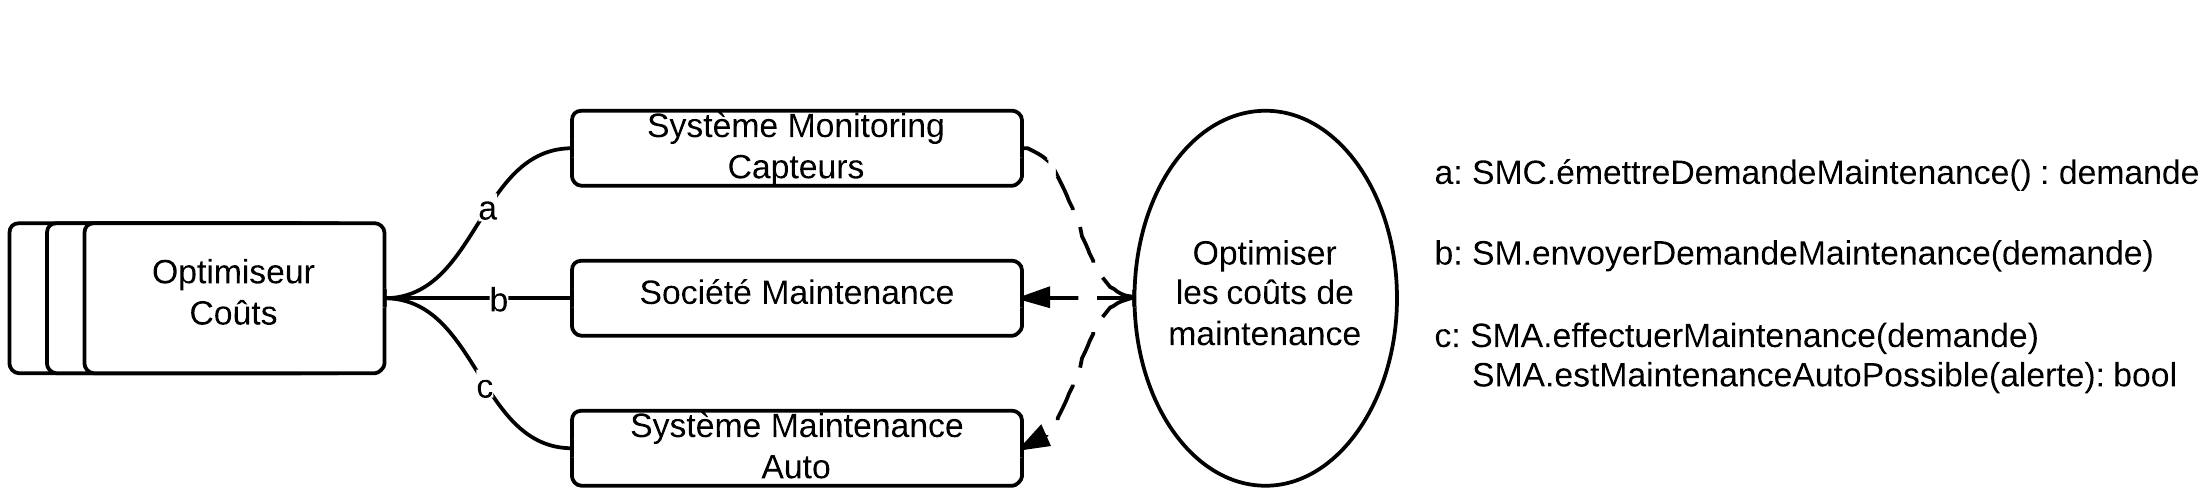 Système Monitoring
Capteurs
a
Optimiseur
Coûts
b
Société Maintenance
c
Système Maintenance
Auto
Optimiser
les coûts de
maintenance
a: SMC.émettreDemandeMaintenance() : demande
b: SM.envoyerDemandeMaintenance(demande)
c: SMA.effectuerMaintenance(demande)
SMA.estMaintenanceAutoPossible(alerte): bool